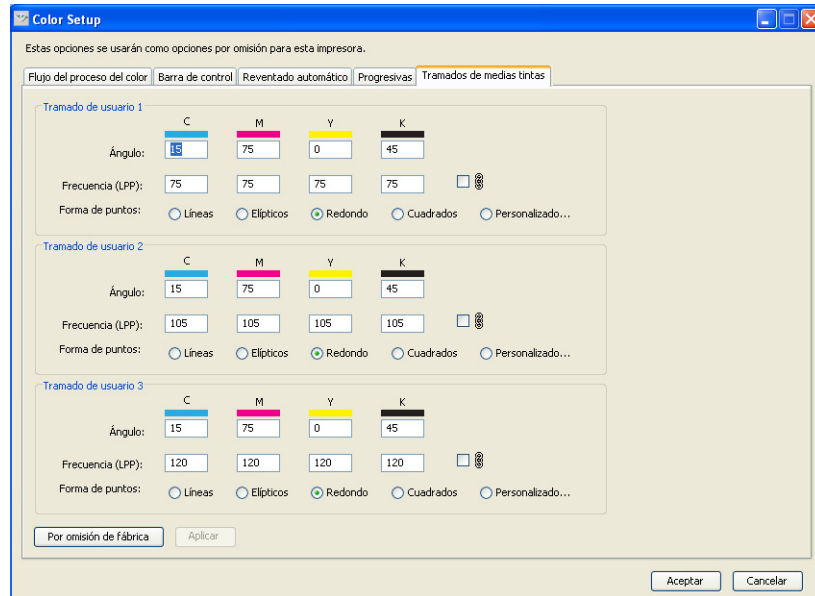 Color Setup
Estas opciones se usarán como opciones por omisión para esta impresora.
Flujo del proceso del color Barra de control Reventado automático Progresivas Tramados de medias tintas
Tramado de usuario 1
C M Y K
Ángulo: 15 75 0 45
Frecuencia (LPP): 75 75 75 75
Forma de puntos: Líneas Elípticos Redondo Cuadrados Personalizado...
Tramado de usuario 2
C M Y K
Ángulo: 15 75 0 45
Frecuencia (LPP): 105 105 105 105
Forma de puntos: Líneas Elípticos Redondo Cuadrados Personalizado...
Tramado de usuario 3
C M Y K
Ángulo: 15 75 0 45
Frecuencia (LPP): 120 120 120 120
Forma de puntos: Líneas Elípticos Redondo Cuadrados Personalizado...
Por omisión de fábrica Aplicar
Aceptar Cancelar